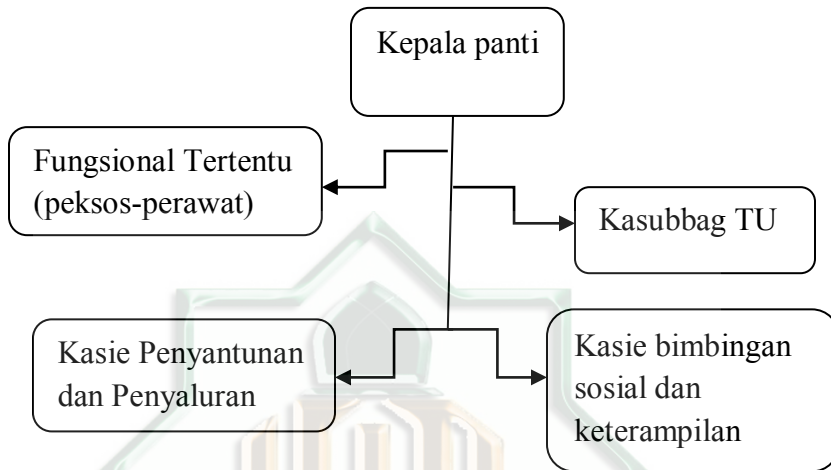 Kepala panti
Fungsional Tertentu
(peksos-perawat)
Kasubbag TU
Kasie Penyantunan
dan Penyaluran
Kasie bimbingan
sosial dan
keterampilan